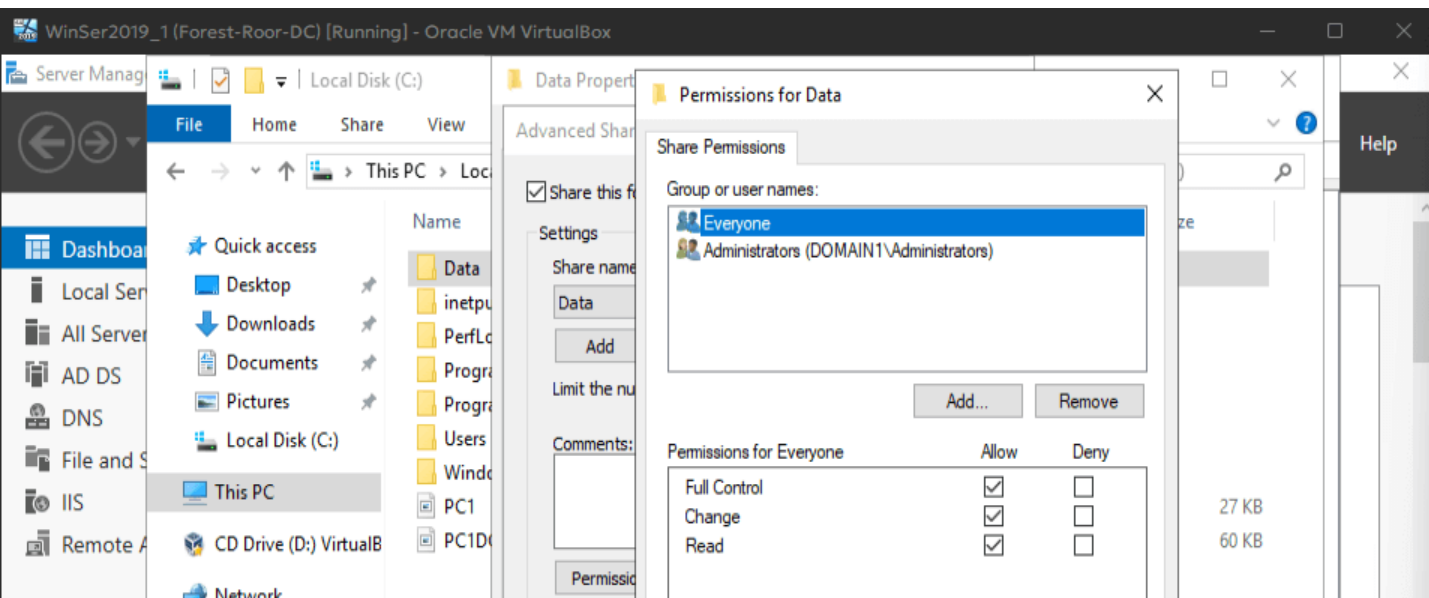 WinSer2019_1 (Forest-Roor-DC) [Running] - Oracle VM VirtualBox
Server Manag
Local Disk (C:)
File Home Share View
This PC > Loc
Quick access
Desktop
Downloads
Documents
Pictures
Local Disk (C:)
This PC
CD Drive (D:) VirtualB
Network
Name
Data
inetpu
PerfLo
Progra
Progra
Users
Windo
PC1
PC1D
ze
27 KB
60 KB
Help
Dashboar
Local Ser
All Server
AD DS
DNS
File and S
IIS
Remote A
Data Propert
Advanced Shar
Share this fo
Settings
Share name
Data
Add
Limit the nu
Comments:
Permissio
Permissions for Data
Share Permissions
Group or user names:
Everyone
Administrators (DOMAIN1\Administrators)
Add... Remove
Permissions for Everyone Allow Deny
Full Control
Change
Read